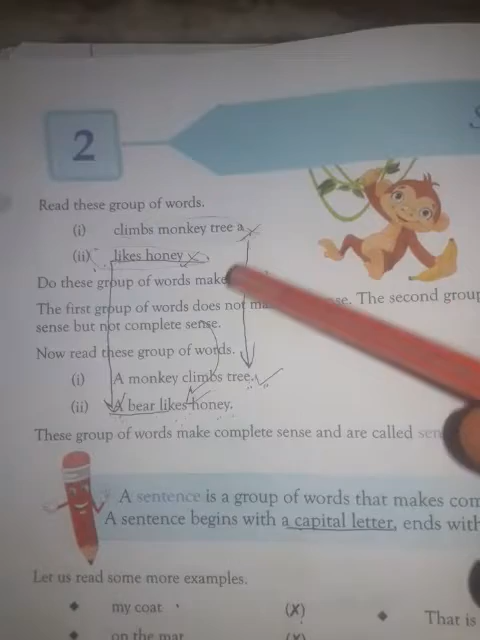 2
S
Read these group of words.
(i) climbs monkey tree a
(ii) likes honey
Do these group of words make
The first group of words does not sense. The second group
sense but not complete sense.
Now read these group of words.
(i) A monkey climbs tree.
(ii) A bear likes honey.
These group of words make complete sense and are called
A sentence is a group of words that makes
A sentence begins with a capital letter, ends with
Let us read some more examples.
◆ my coat (X) ◆ That is
◆ on the mat (X)